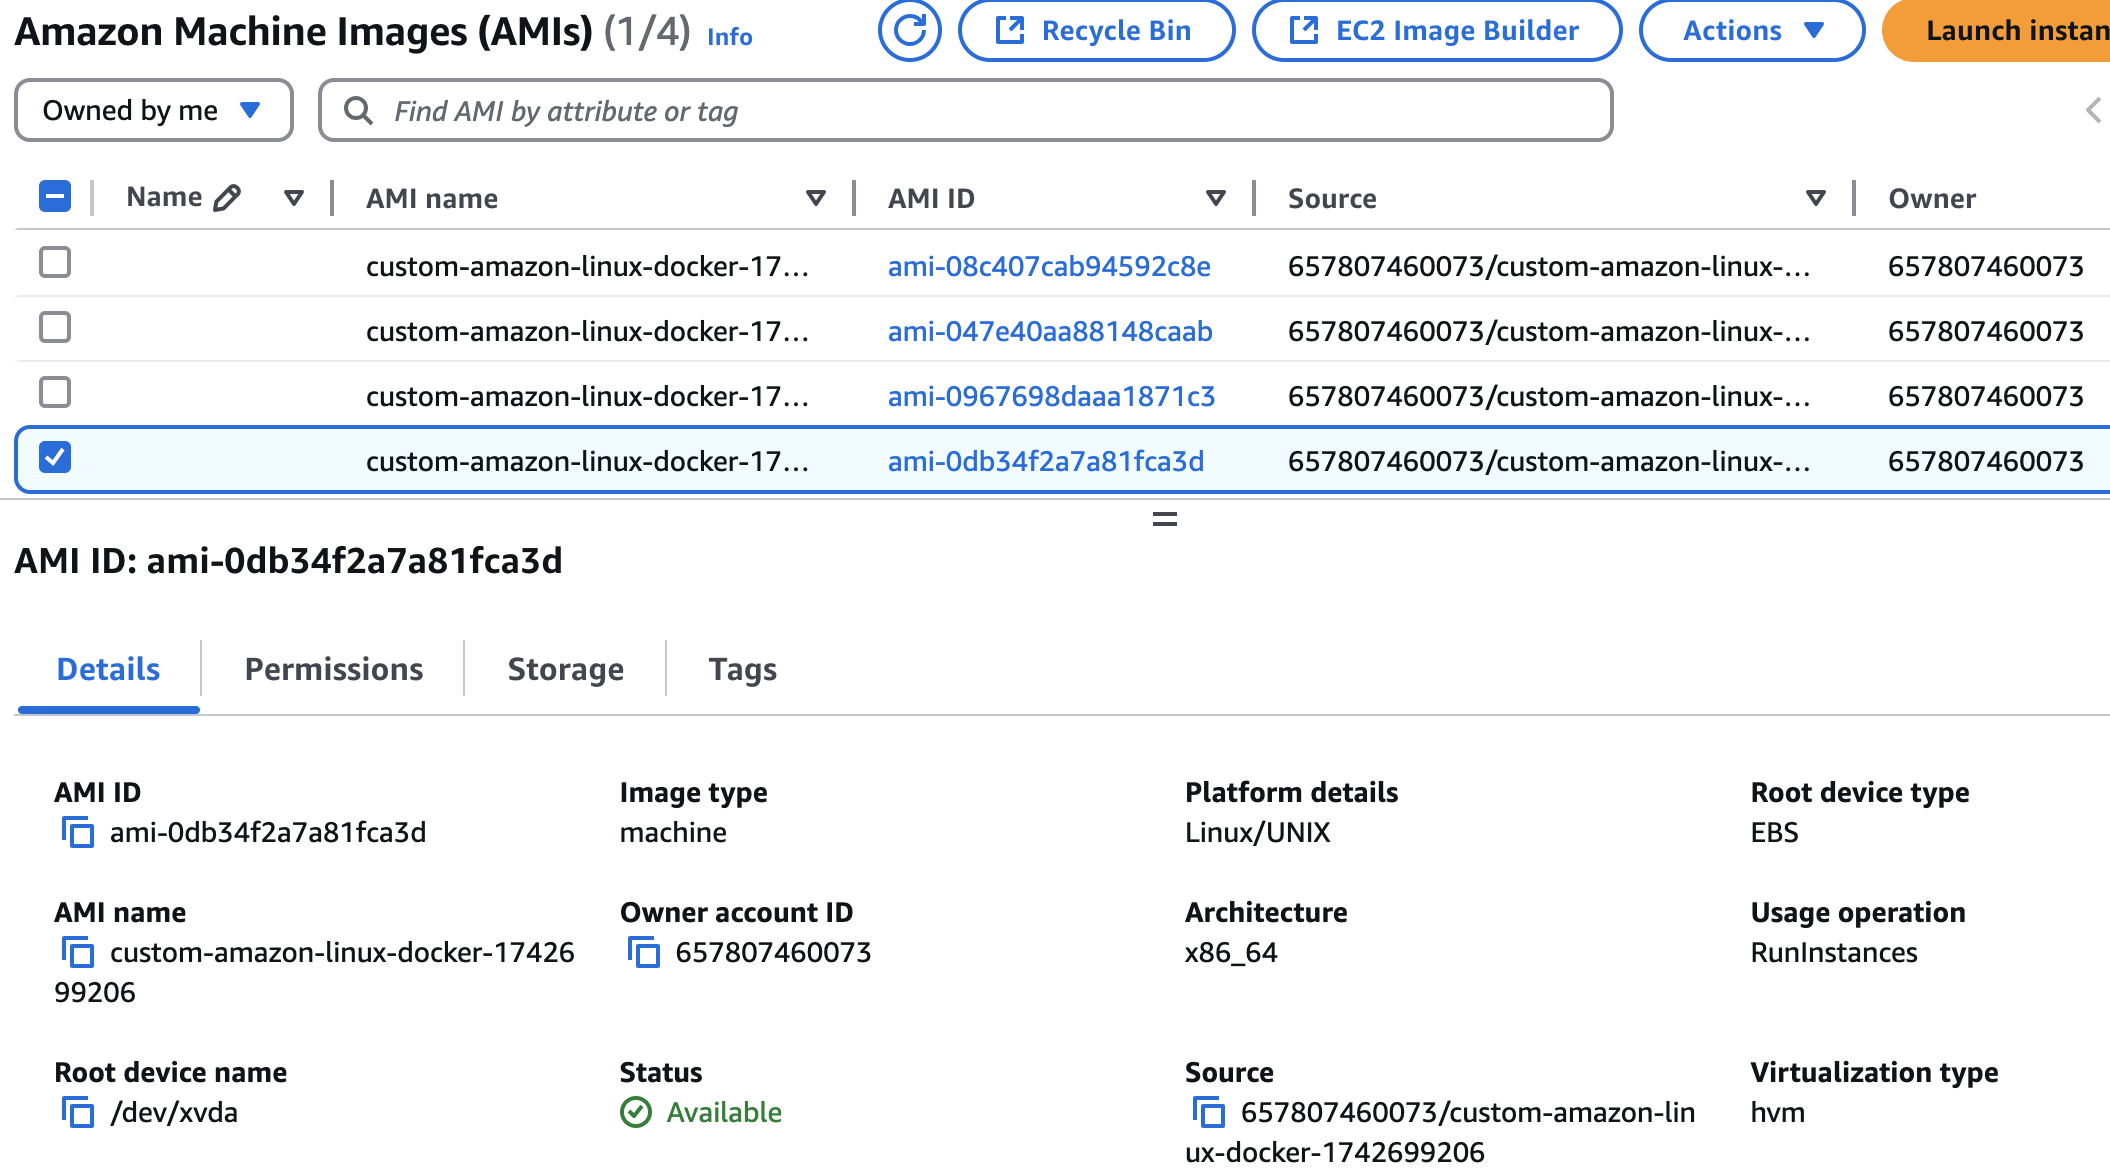 Amazon Machine Images (AMIs) (1/4) Info Recycle Bin EC2 Image Builder Actions Launch instan
Owned by me Find AMI by attribute or tag
Name AMI name AMI ID Source Owner
custom-amazon-linux-docker-17... ami-08c407cab94592c8e 657807460073/custom-amazon-linux-... 657807460073
custom-amazon-linux-docker-17... ami-047e40aa88148caab 657807460073/custom-amazon-linux-... 657807460073
custom-amazon-linux-docker-17... ami-0967698daaa1871c3 657807460073/custom-amazon-linux-... 657807460073
custom-amazon-linux-docker-17... ami-0db34f2a7a81fca3d 657807460073/custom-amazon-linux-... 657807460073
AMI ID: ami-0db34f2a7a81fca3d
Details Permissions Storage Tags
AMI ID Image type Platform details Root device type
ami-0db34f2a7a81fca3d machine Linux/UNIX EBS
AMI name Owner account ID Architecture Usage operation
custom-amazon-linux-docker-17426 657807460073 x86_64 RunInstances
99206
Root device name Status Source Virtualization type
/dev/xvda Available 657807460073/custom-amazon-lin hvm
ux-docker-1742699206